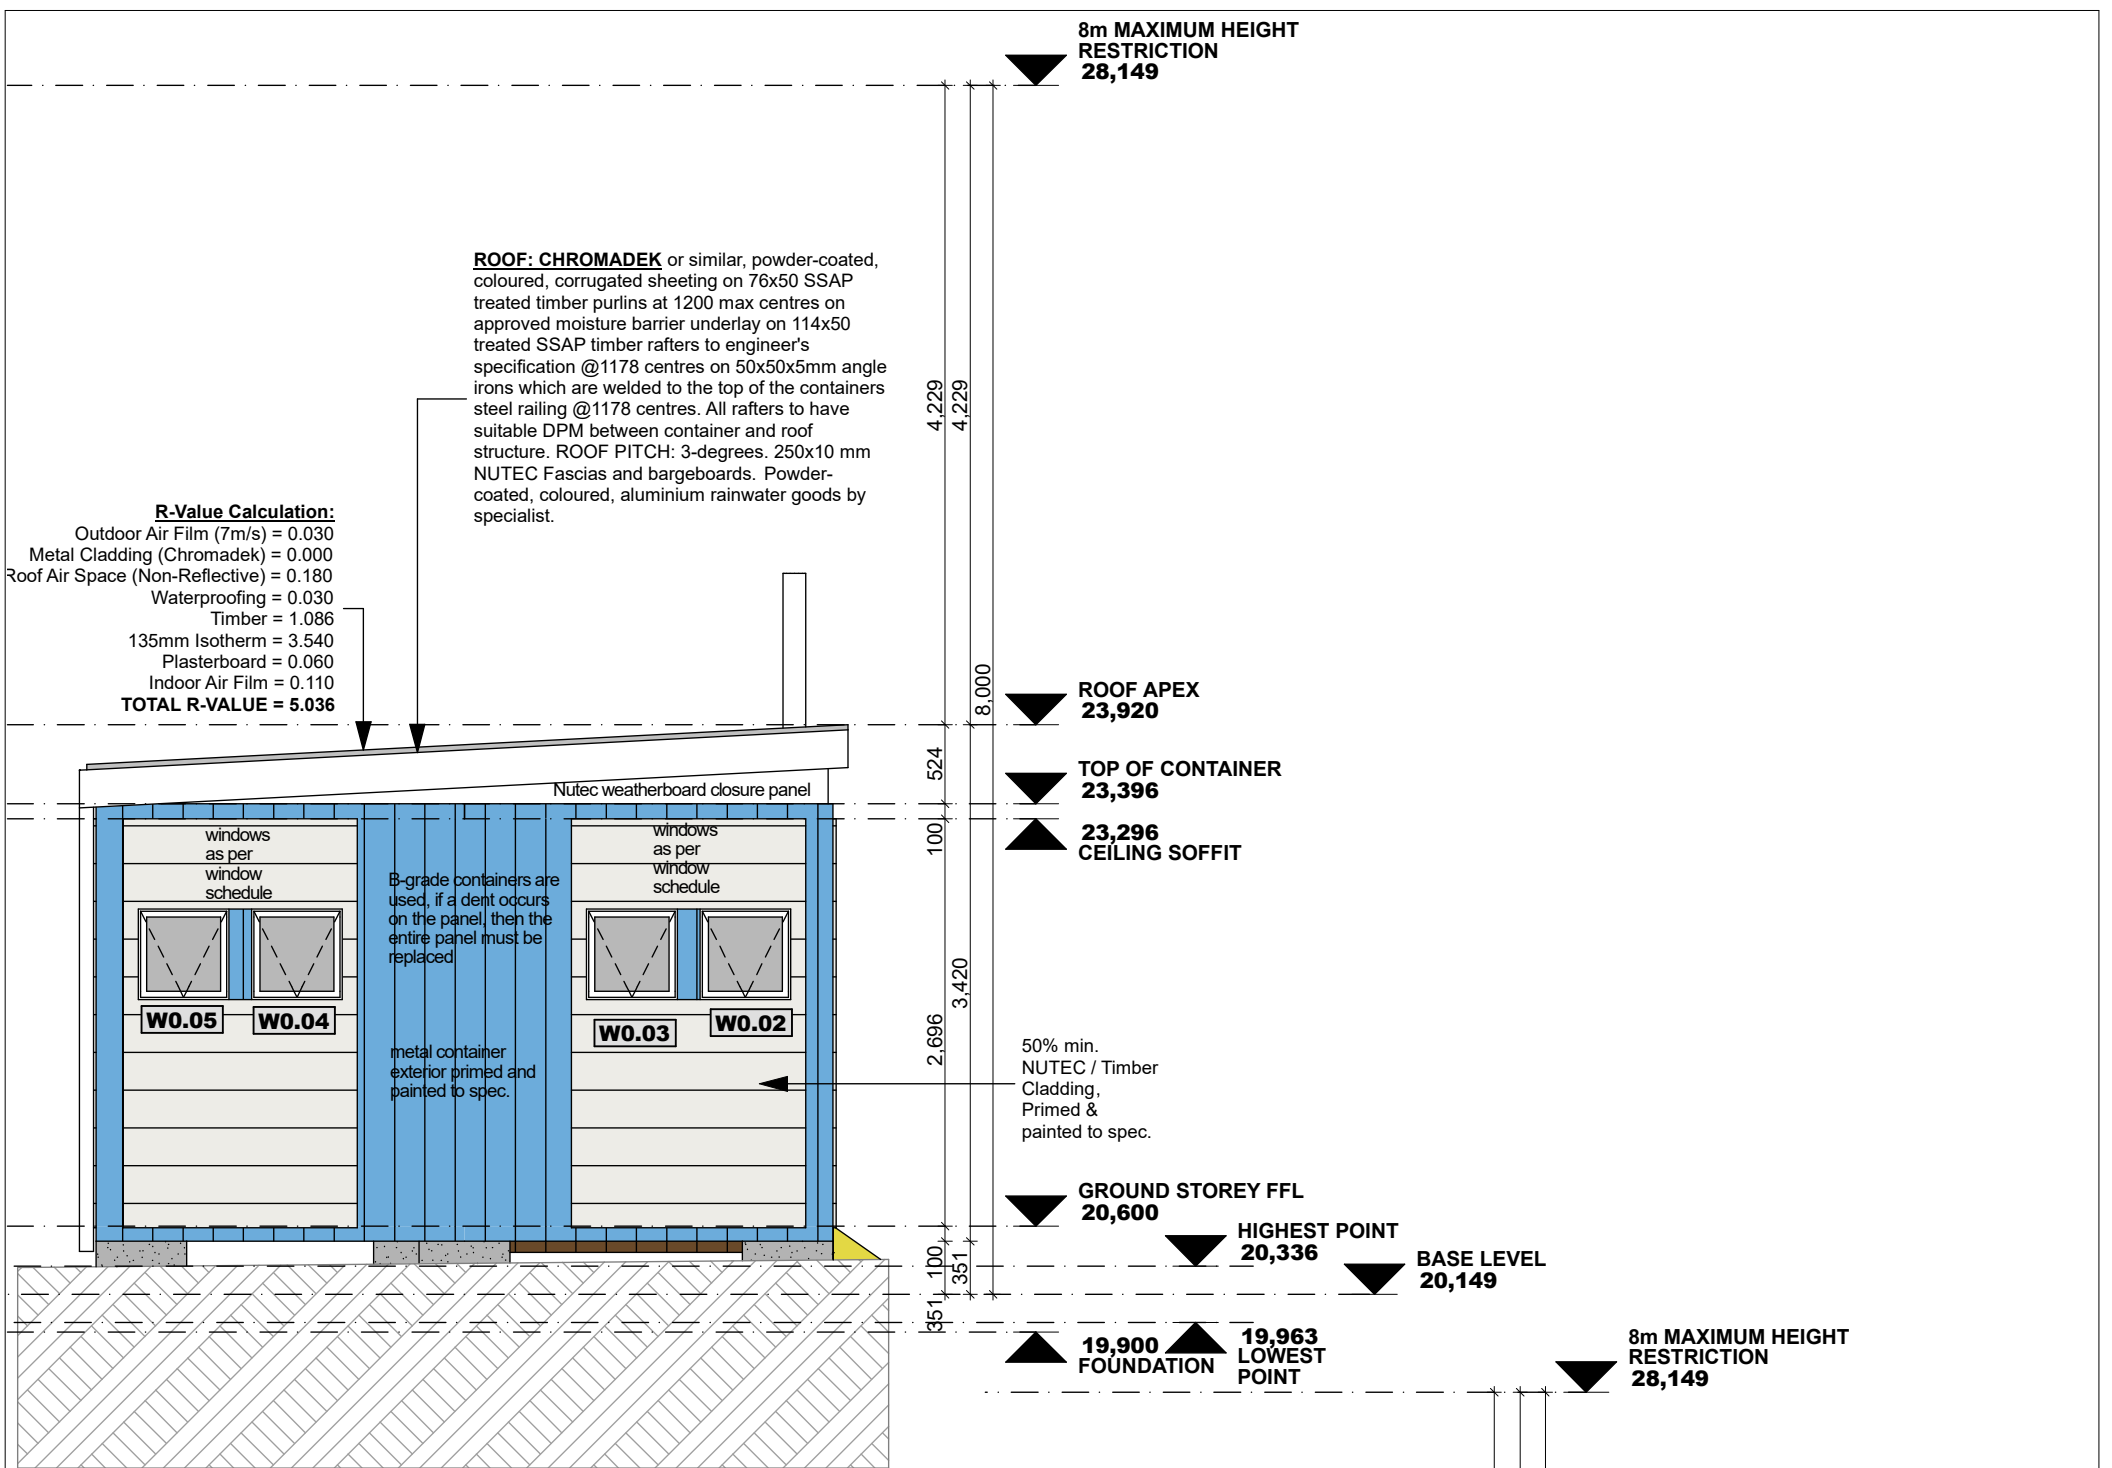 8m MAXIMUM HEIGHT
RESTRICTION
28,149
ROOF: CHROMADEK or similar, powder-coated,
coloured, corrugated sheeting on 76x50 SSAP
treated timber purlins at 1200 max centres on
approved moisture barrier underlay on 114x50
treated SSAP timber rafters to engineer's
specification @1178 centres on 50x50x5mm angle
irons which are welded to the top of the containers
steel railing @1178 centres. All rafters to have
suitable DPM between container and roof
structure. ROOF PITCH: 3-degrees. 250x10 mm
NUTEC Fascias and bargeboards. Powder-
coated, coloured, aluminium rainwater goods by
specialist.
R-Value Calculation:
Outdoor Air Film (7m/s) = 0.030
Metal Cladding (Chromadek) = 0.000
Roof Air Space (Non-Reflective) = 0.180
Waterproofing = 0.030
Timber = 1.086
135mm Isotherm = 3.540
Plasterboard = 0.060
Indoor Air Film = 0.110
TOTAL R-VALUE = 5.036
4,229
4,229
8,000
524
100
3,420
2,696
100
351
351
ROOF APEX
23,920
TOP OF CONTAINER
23,396
23,296
CEILING SOFFIT
Nutec weatherboard closure panel
windows
as per
window
schedule
B-grade containers are
used, if a dent occurs
on the panel, then the
entire panel must be
replaced
windows
as per
window
schedule
W0.05
W0.04
W0.03
W0.02
metal container
exterior primed and
painted to spec.
50% min.
NUTEC / Timber
Cladding,
Primed &
painted to spec.
GROUND STOREY FFL
20,600
HIGHEST POINT
20,336
BASE LEVEL
20,149
19,900
FOUNDATION
19,963
LOWEST
POINT
8m MAXIMUM HEIGHT
RESTRICTION
28,149